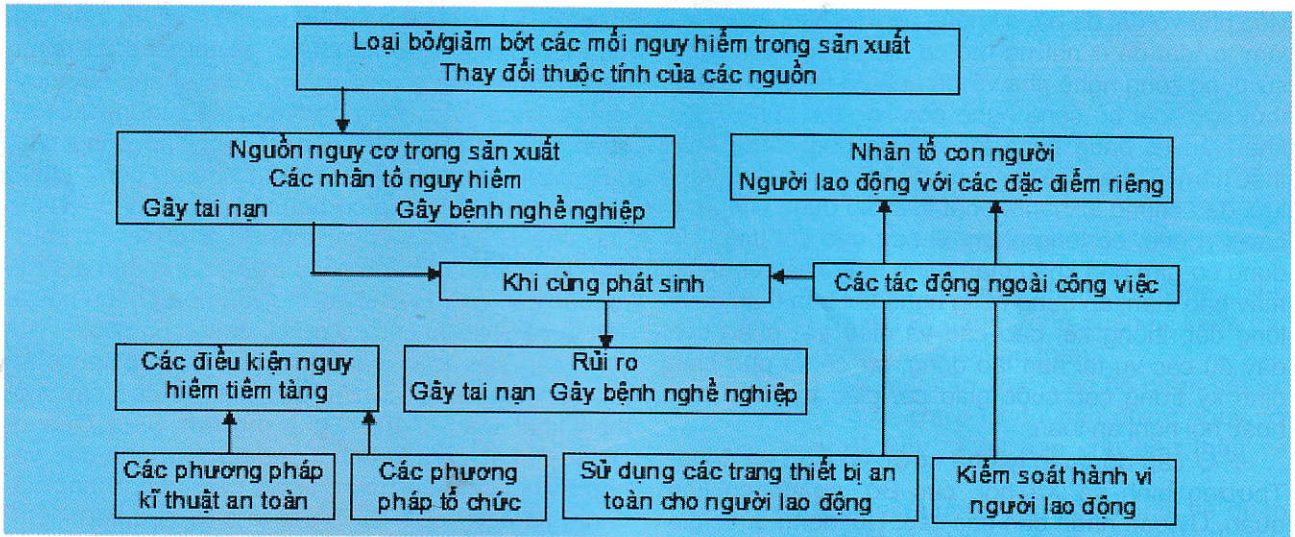 Loại bỏ/giảm bớt các mối nguy hiểm trong sản xuất
Thay đổi thuộc tính của các nguồn
Nguồn nguy cơ trong sản xuất
Các nhân tố nguy hiểm
Gây tai nạn Gây bệnh nghề nghiệp
Nhân tố con người
Người lao động với các đặc điểm riêng
Khi cùng phát sinh
Các tác động ngoài công việc
Các điều kiện nguy
hiểm tiềm tàng
Rủi ro
Gây tai nạn Gây bệnh nghề nghiệp
Các phương pháp
kĩ thuật an toàn
Các phương
pháp tổ chức
Sử dụng các trang thiết bị an
toàn cho người lao động
Kiểm soát hành vi
người lao động